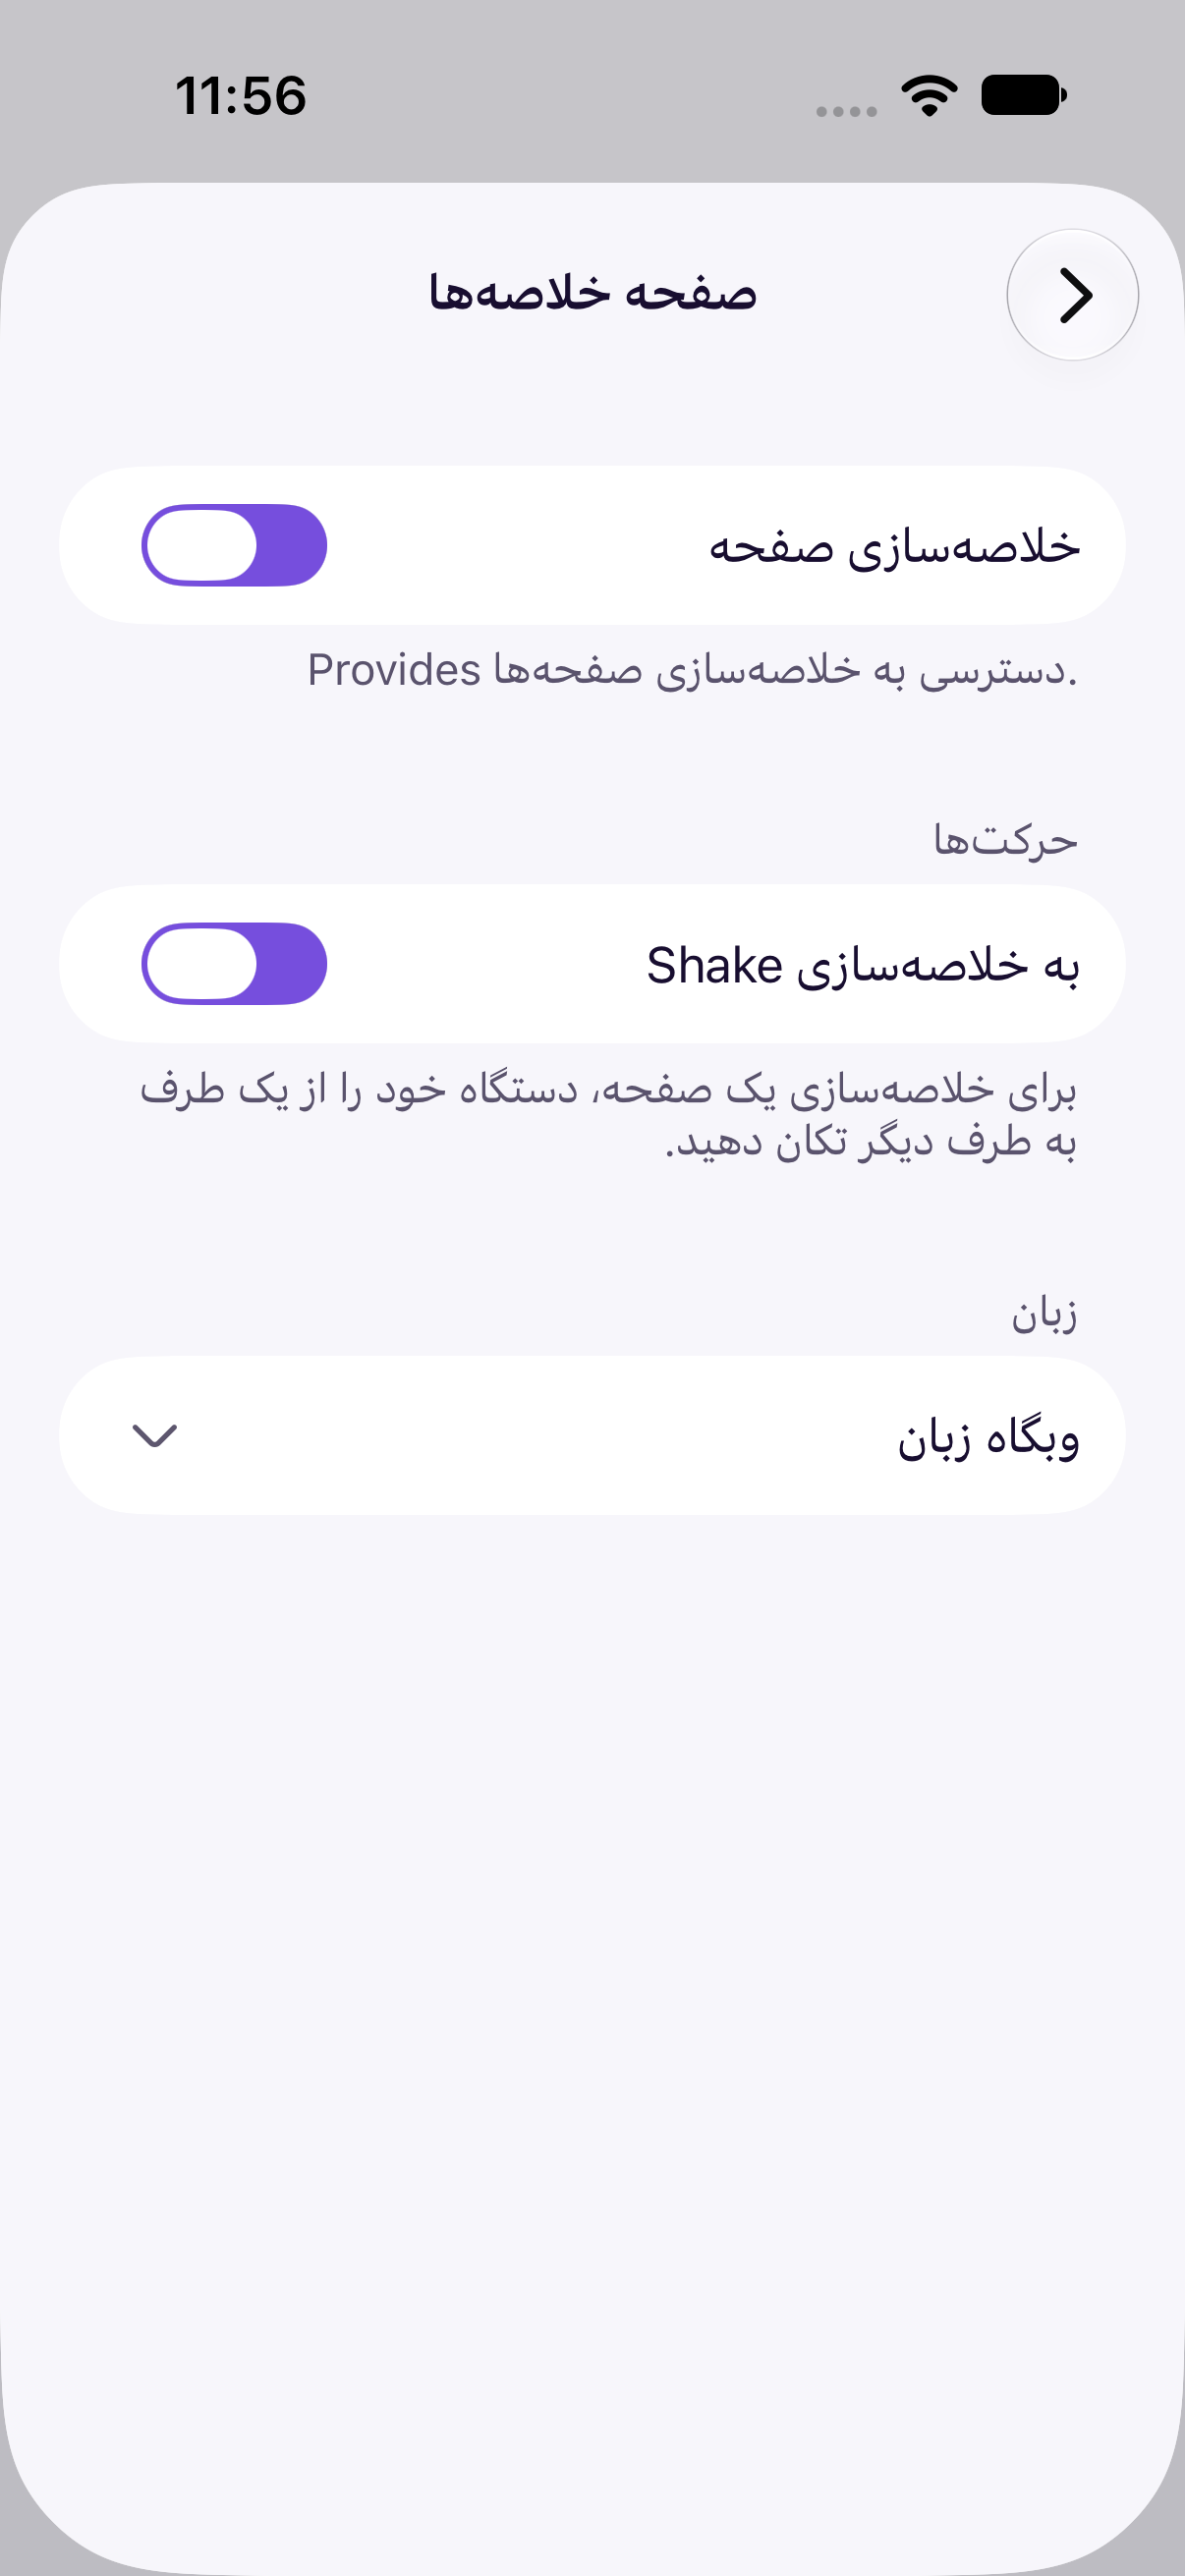 11:56
صفحه خلاصه‌ها
خلاصه‌سازی صفحه
Provides دسترسی به خلاصه‌سازی صفحه‌ها.
حرکت‌ها
Shake به خلاصه‌سازی
برای خلاصه‌سازی یک صفحه، دستگاه خود را از یک طرف
به طرف دیگر تکان دهید.
زبان
وبگاه زبان